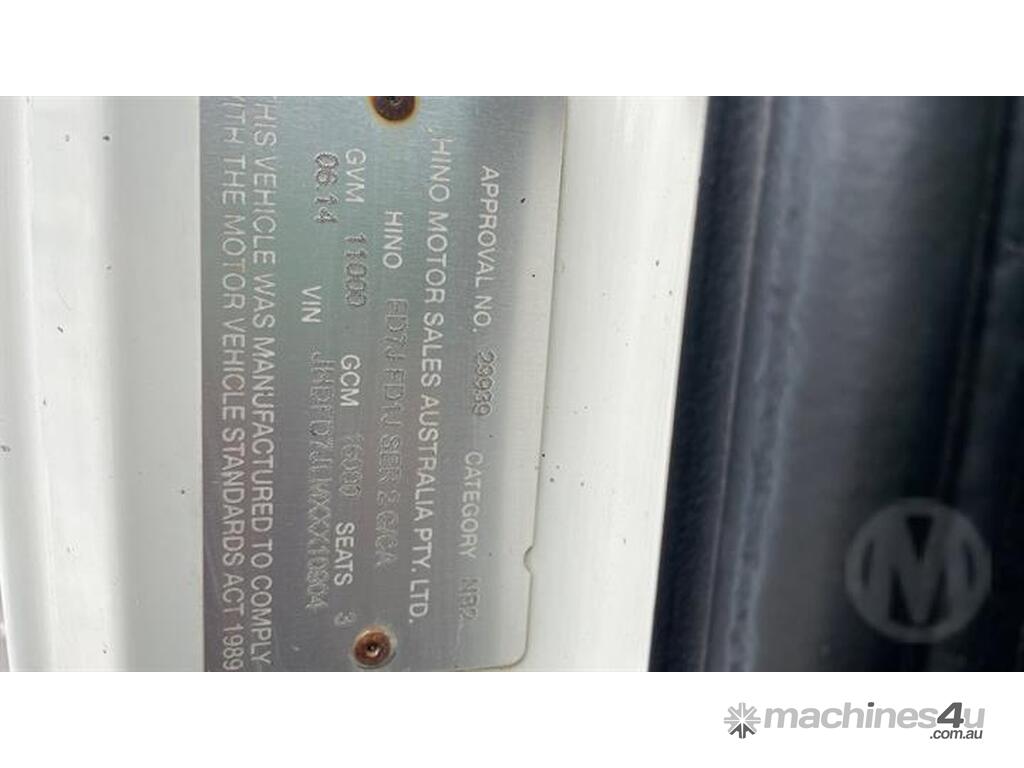 APPROVAL NO. 29939 CATEGORY NB2
HINO MOTOR SALES AUSTRALIA PTY. LTD.
HINO FD7J FD1J SER 2 C/CA
GVM 11000 GCM 16000 SEATS 3
06 14 VIN
THIS VEHICLE WAS MANUFACTURED TO COMPLY
WITH THE MOTOR VEHICLE STANDARDS ACT 1989
M
machines4u
.com.au